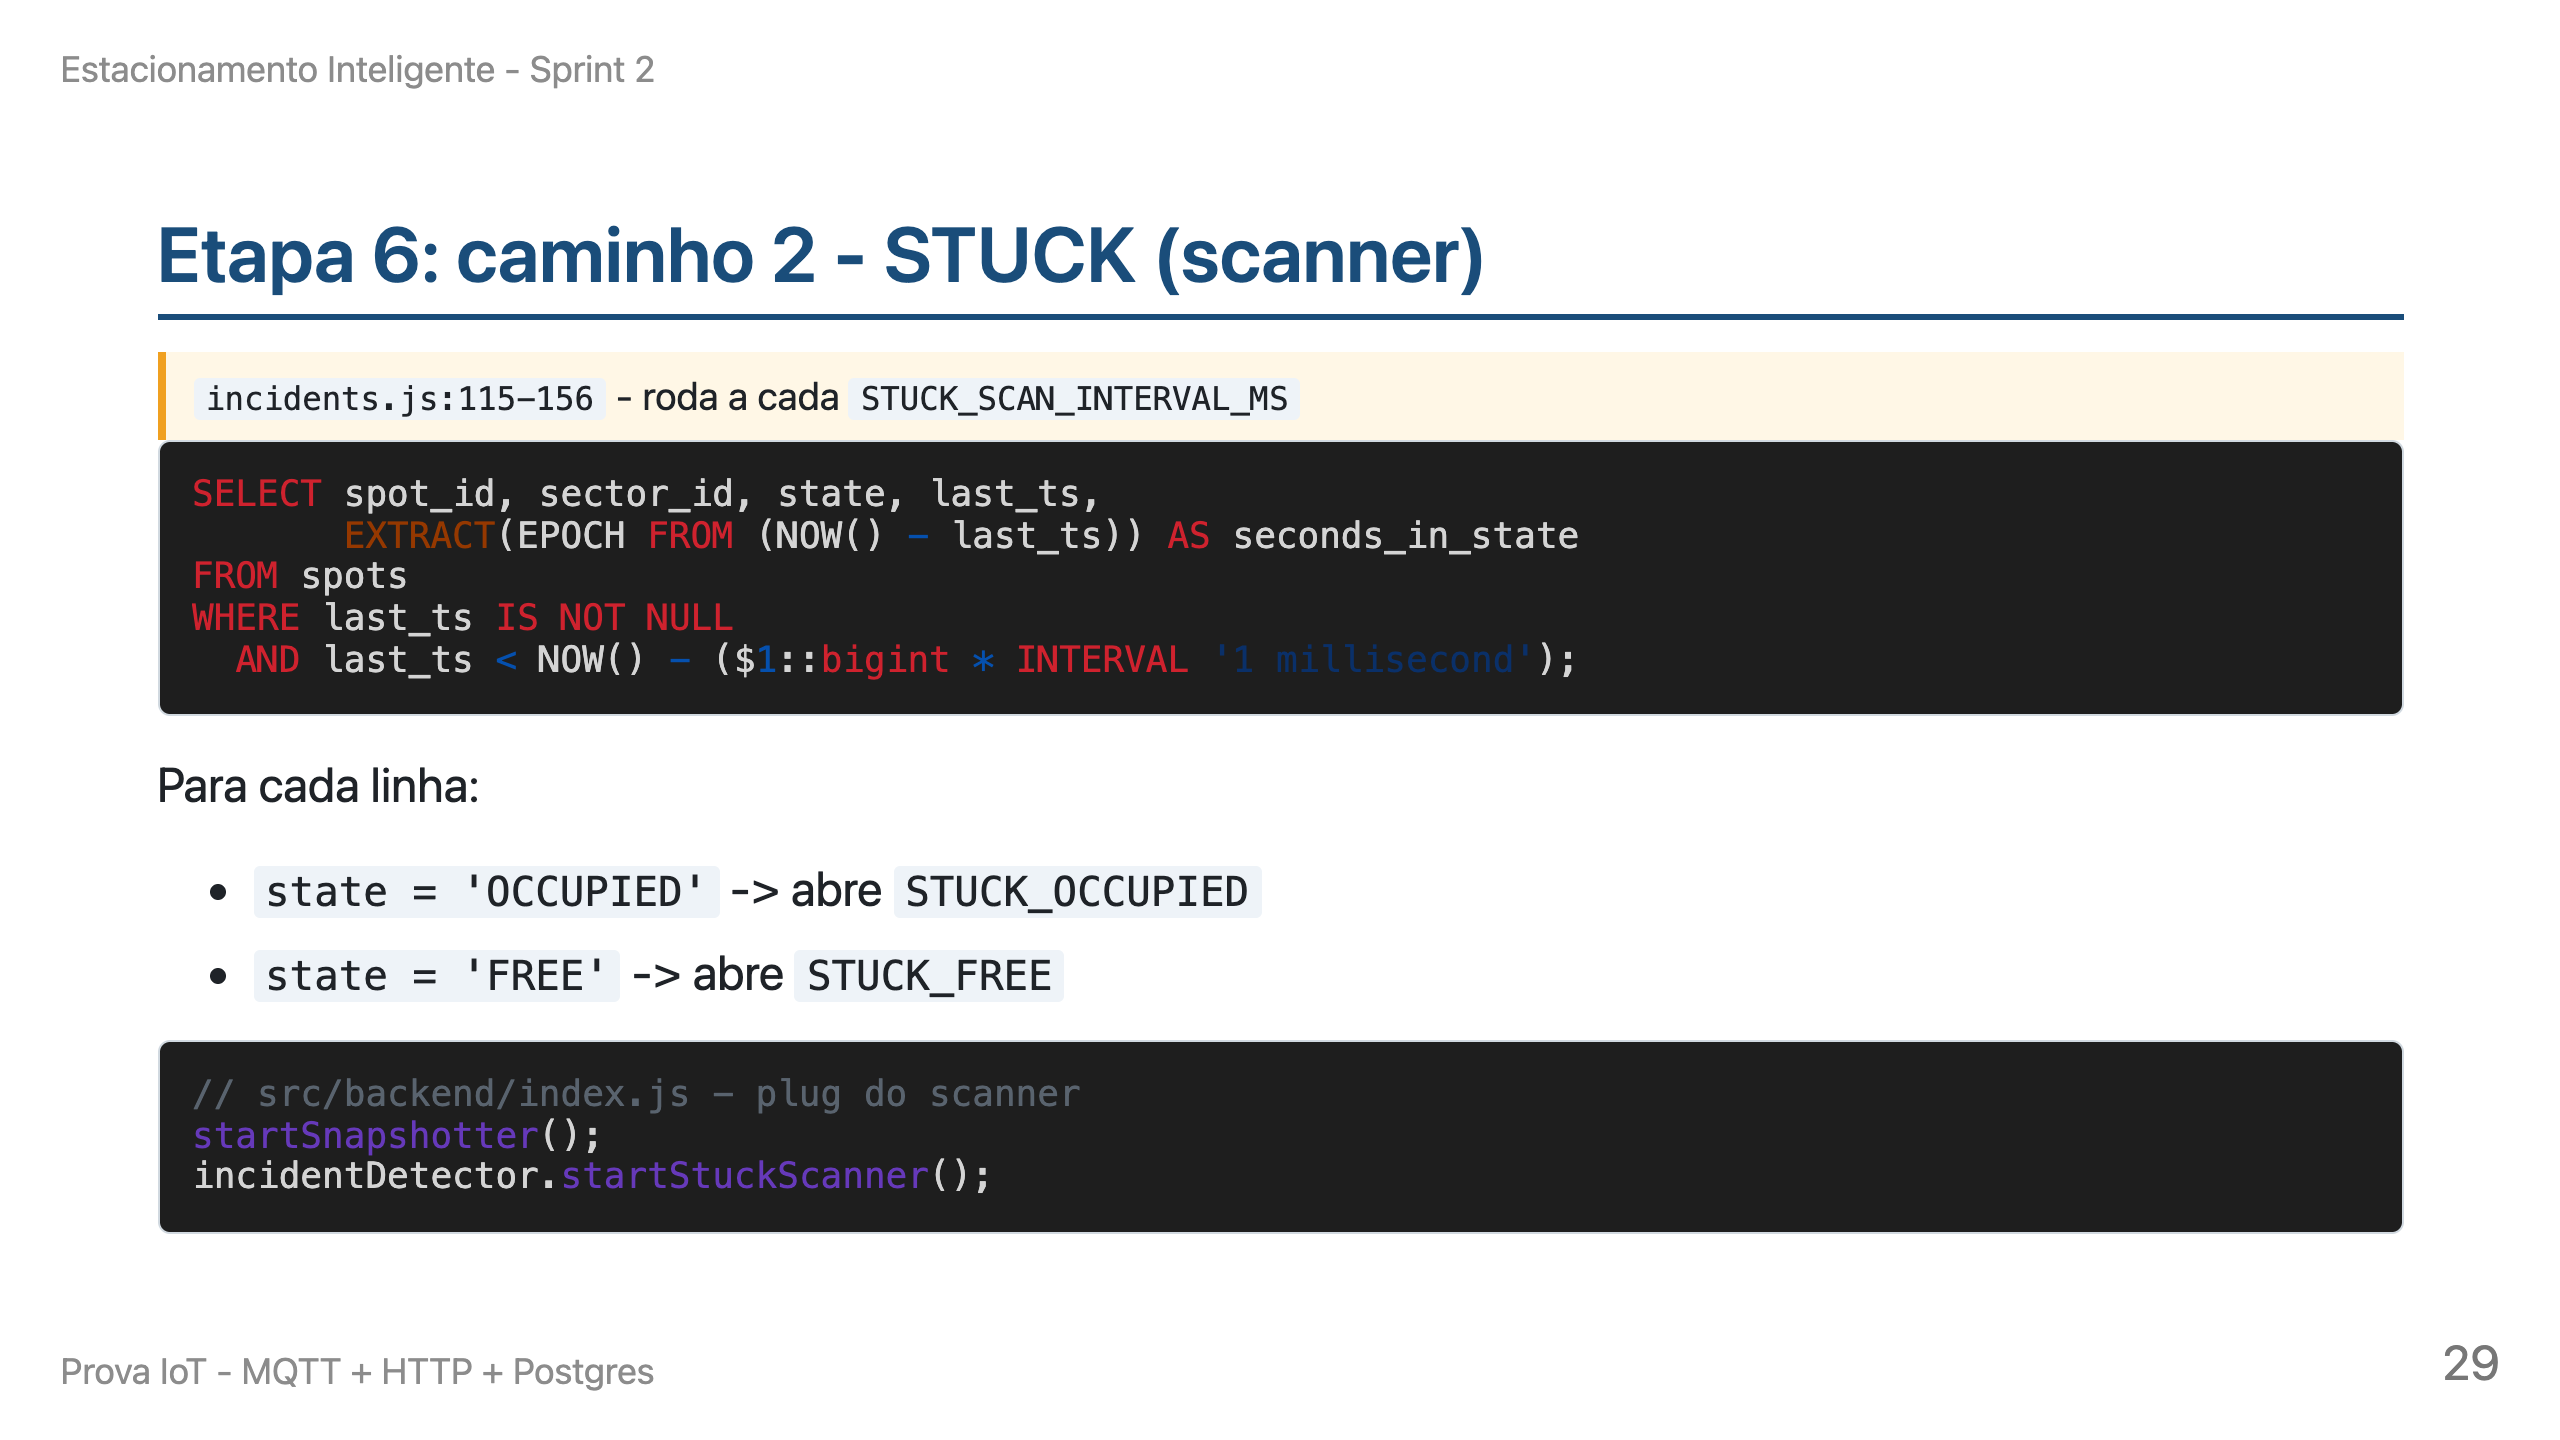 Estacionamento Inteligente - Sprint 2
Etapa 6: caminho 2 - STUCK (scanner)
incidents.js:115-156 - roda a cada STUCK_SCAN_INTERVAL_MS
SELECT spot_id, sector_id, state, last_ts,
       EXTRACT(EPOCH FROM (NOW() - last_ts)) AS seconds_in_state
FROM spots
WHERE last_ts IS NOT NULL
  AND last_ts < NOW() - ($1::bigint * INTERVAL '1 millisecond');
Para cada linha:
• state = 'OCCUPIED' -> abre STUCK_OCCUPIED
• state = 'FREE' -> abre STUCK_FREE
// src/backend/index.js - plug do scanner
startSnapshotter();
incidentDetector.startStuckScanner();
Prova IoT - MQTT + HTTP + Postgres
29